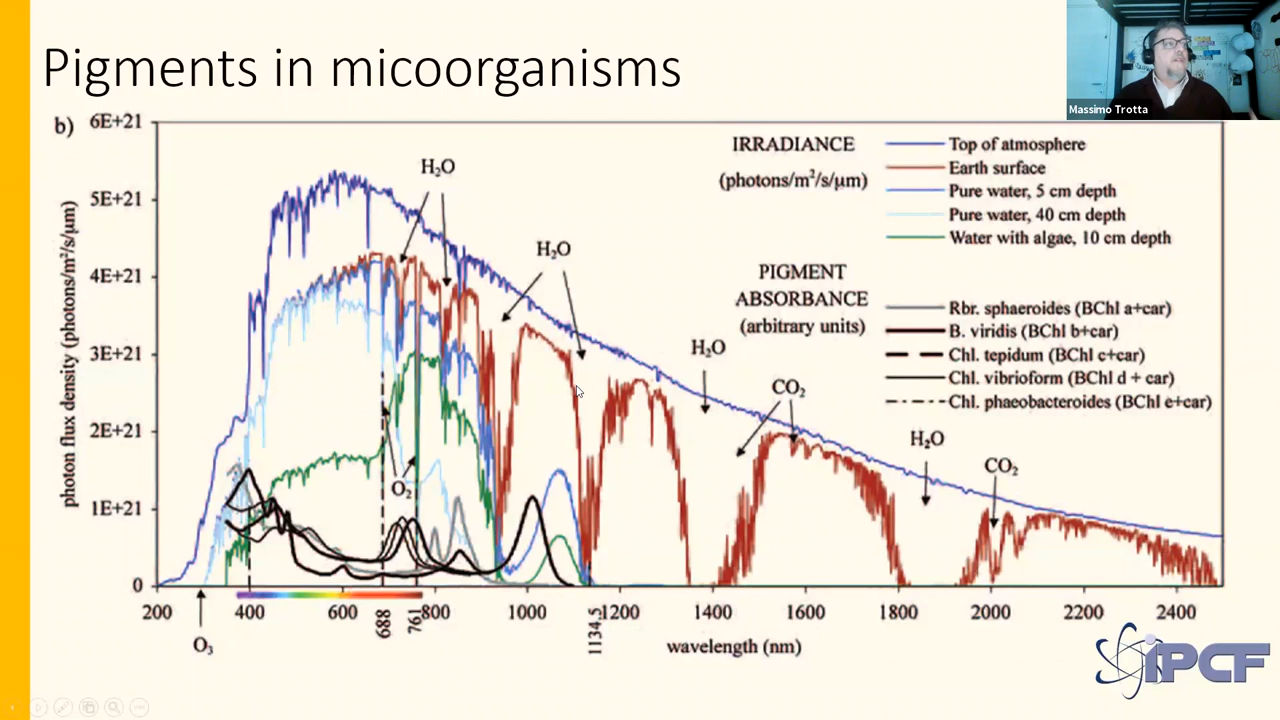 Pigments in micoorganisms
Massimo Trotta
b)
6E+21
5E+21
4E+21
3E+21
2E+21
1E+21
0
photon flux density (photons/m²/s/µm)
H₂O
H₂O
H₂O
CO₂
H₂O
CO₂
O₂
O₃
IRRADIANCE
(photons/m²/s/µm)
Top of atmosphere
Earth surface
Pure water, 5 cm depth
Pure water, 40 cm depth
Water with algae, 10 cm depth
PIGMENT
ABSORBANCE
(arbitrary units)
Rbr. sphaeroides (BChl a+car)
B. viridis (BChl b+car)
Chl. tepidum (BChl c+car)
Chl. vibrioform (BChl d + car)
Chl. phaeobacteroides (BChl e+car)
200 400 600 688 761 800 1000 1134.5 1200 1400 1600 1800 2000 2200 2400
wavelength (nm)
iPCF